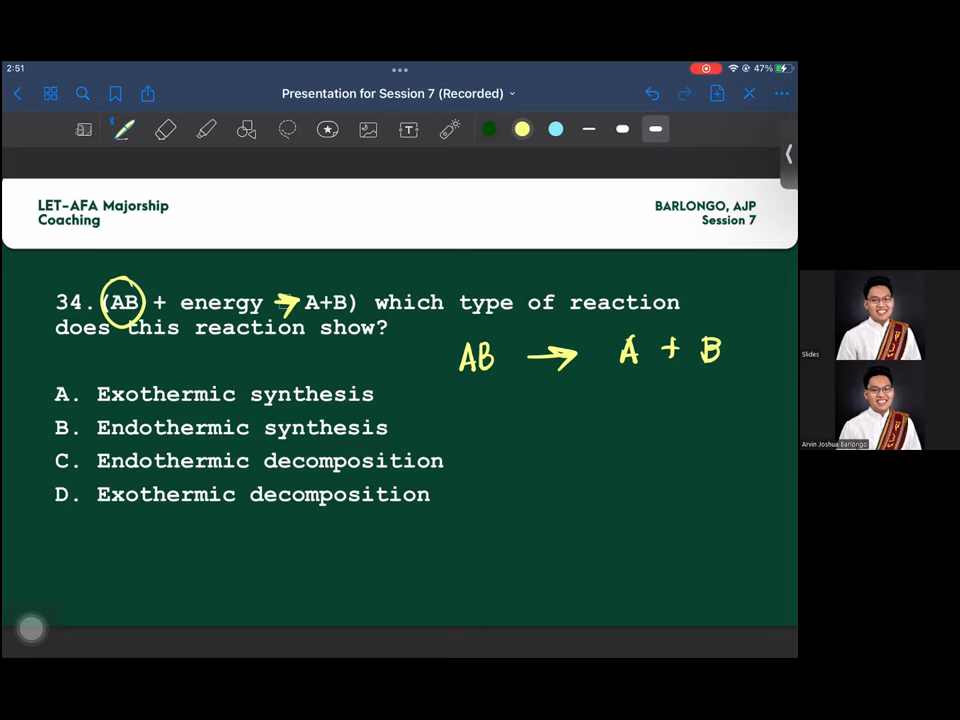 2:51
47%
Presentation for Session 7 (Recorded)
T
LET-AFA Majorship
Coaching
BARLONGO, AJP
Session 7
34.(AB + energy → A+B) which type of reaction
does this reaction show?
AB → A + B
A. Exothermic synthesis
B. Endothermic synthesis
C. Endothermic decomposition
D. Exothermic decomposition
Slides
Arvin Joshua Barlongo